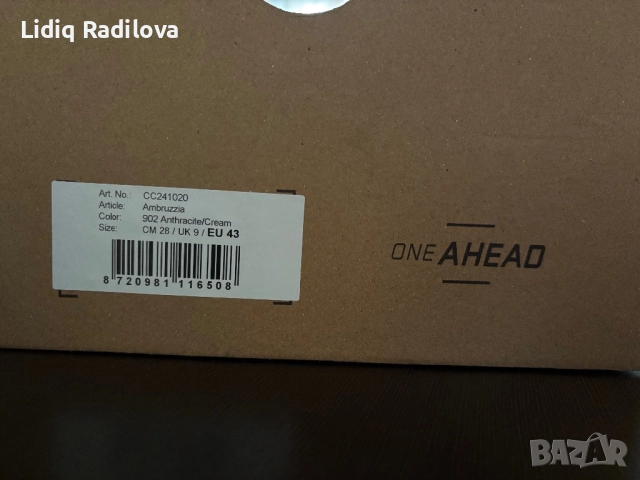 Lidiq Radilova
Art. No.: CC241020
Article: Ambruzzia
Color: 902 Anthracite/Cream
Size: CM 28 / UK 9 / EU 43
8 720981 116508
ONE AHEAD
BAZAR